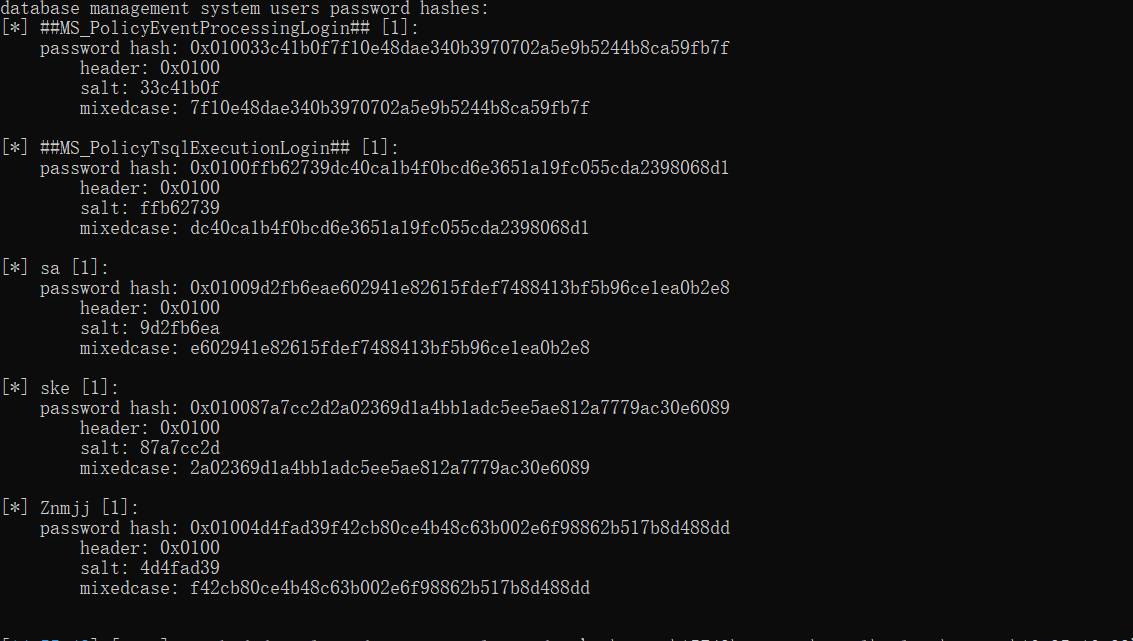 database management system users password hashes:
[*] ##MS_PolicyEventProcessingLogin## [1]:
password hash: 0x010033c41b0f7f10e48dae340b3970702a5e9b5244b8ca59fb7f
header: 0x0100
salt: 33c41b0f
mixedcase: 7f10e48dae340b3970702a5e9b5244b8ca59fb7f
[*] ##MS_PolicyTsqlExecutionLogin## [1]:
password hash: 0x0100ffb62739dc40ca1b4f0bcd6e3651a19fc055cda2398068d1
header: 0x0100
salt: ffb62739
mixedcase: dc40ca1b4f0bcd6e3651a19fc055cda2398068d1
[*] sa [1]:
password hash: 0x01009d2fb6eae602941e82615fdef7488413bf5b96ce1ea0b2e8
header: 0x0100
salt: 9d2fb6ea
mixedcase: e602941e82615fdef7488413bf5b96ce1ea0b2e8
[*] ske [1]:
password hash: 0x010087a7cc2d2a02369d1a4bb1adc5ee5ae812a7779ac30e6089
header: 0x0100
salt: 87a7cc2d
mixedcase: 2a02369d1a4bb1adc5ee5ae812a7779ac30e6089
[*] Znmjj [1]:
password hash: 0x01004d4fad39f42cb80ce4b48c63b002e6f98862b517b8d488dd
header: 0x0100
salt: 4d4fad39
mixedcase: f42cb80ce4b48c63b002e6f98862b517b8d488dd